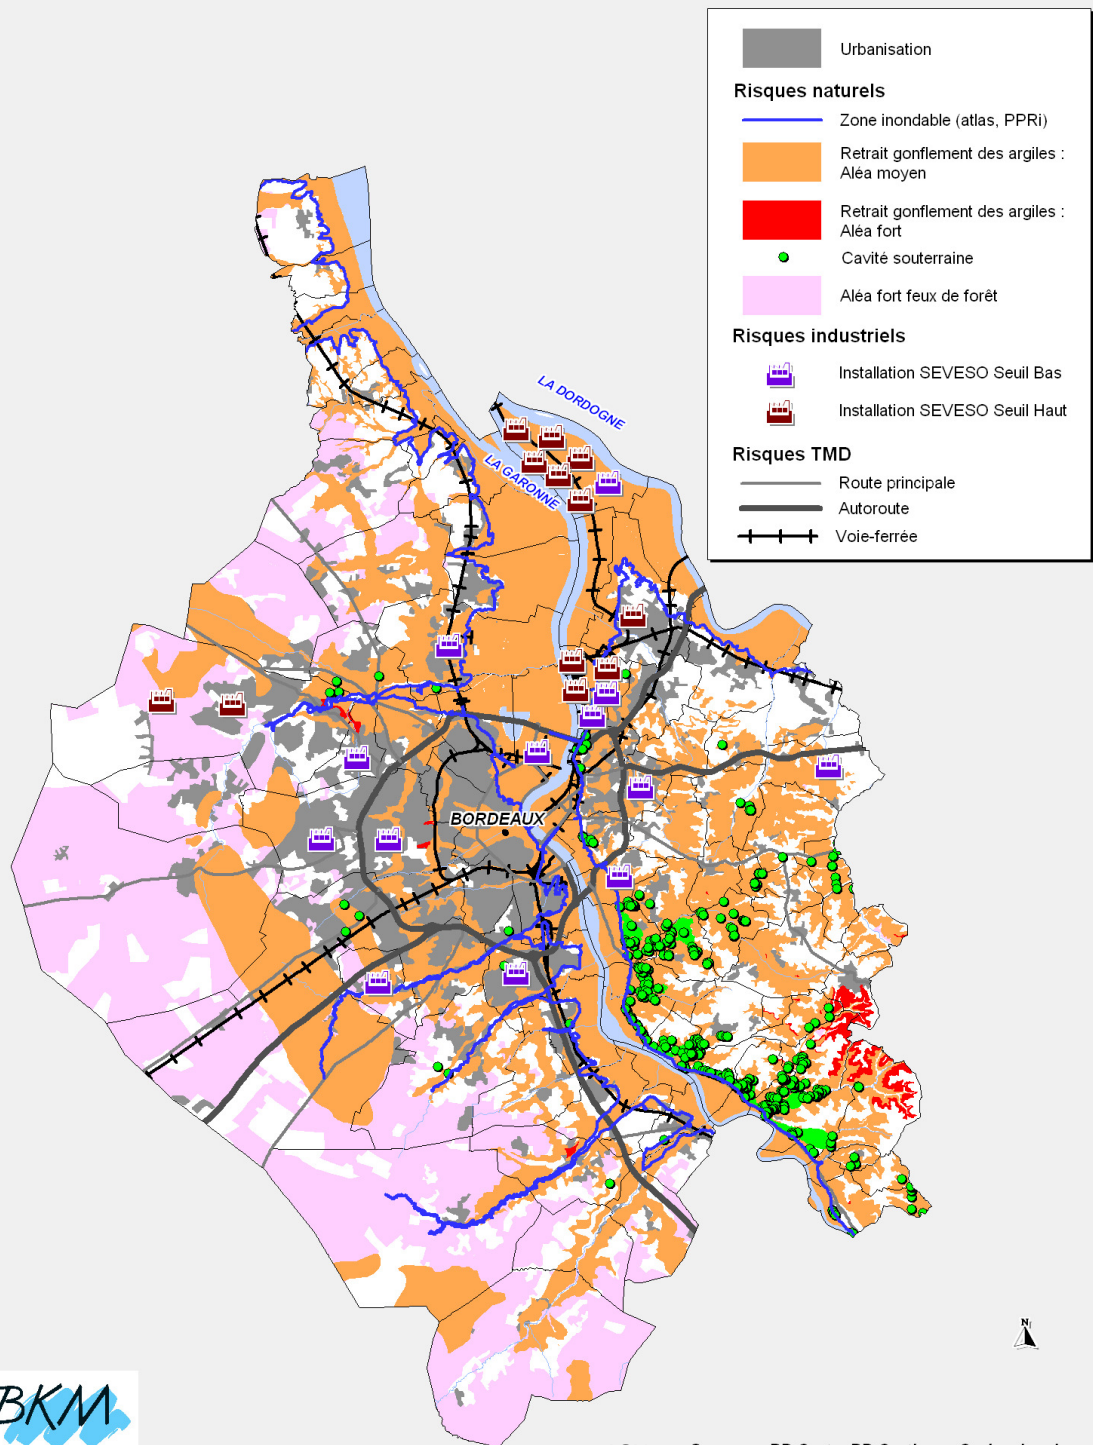 Urbanisation
Risques naturels
Zone inondable (atlas, PPRi)
Retrait gonflement des argiles :
Aléa moyen
Retrait gonflement des argiles :
Aléa fort
Cavité souterraine
Aléa fort feux de forêt
Risques industriels
Installation SEVESO Seuil Bas
Installation SEVESO Seuil Haut
Risques TMD
Route principale
Autoroute
Voie-ferrée
LA DORDOGNE
LA GARONNE
BORDEAUX
N
BKM